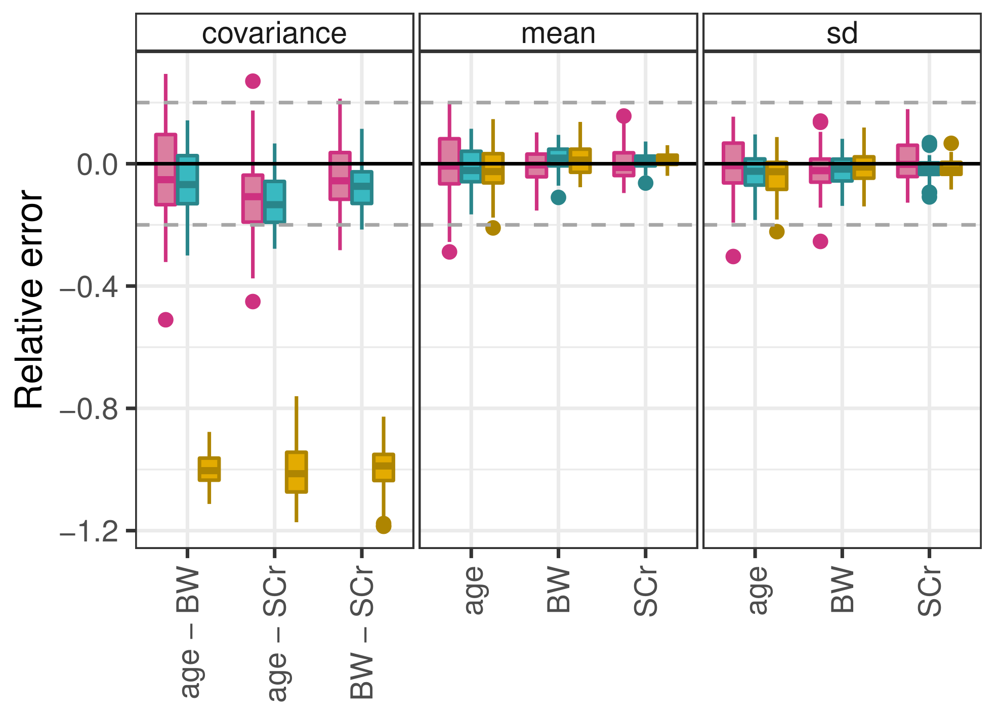 covariance
mean
sd
Relative error
0.0
−0.4
−0.8
−1.2
age − BW
age − SCr
BW − SCr
age
BW
SCr
age
BW
SCr